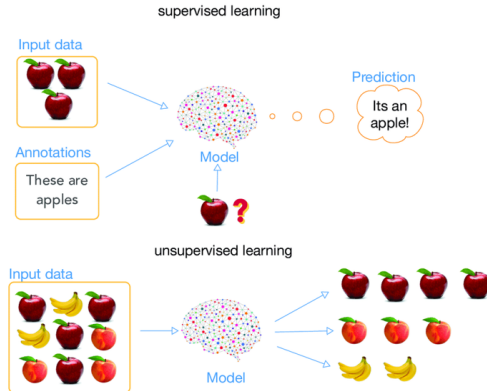 supervised learning
Input data
Prediction
Its an
apple!
Annotations
Model
These are
apples
?
unsupervised learning
Input data
Model